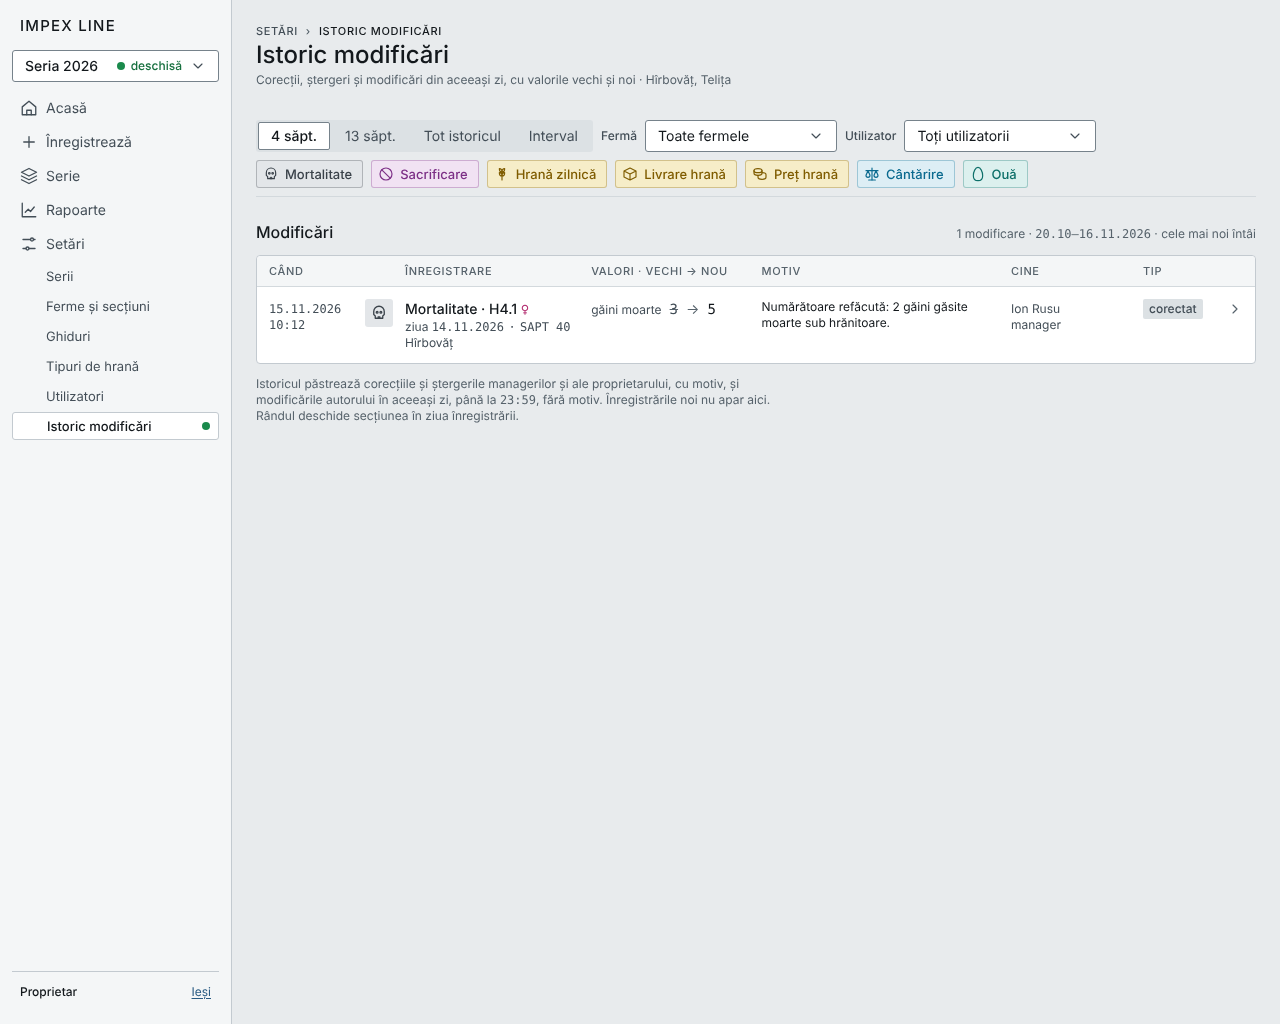 IMPEX LINE
Seria 2026 deschisă
Acasă
Înregistrează
Serie
Rapoarte
Setări
Serii
Ferme și secțiuni
Ghiduri
Tipuri de hrană
Utilizatori
Istoric modificări
Proprietar Ieși
SETĂRI › ISTORIC MODIFICĂRI
Istoric modificări
Corecții, ștergeri și modificări din aceeași zi, cu valorile vechi și noi · Hîrbovăț, Telița
4 săpt. 13 săpt. Tot istoricul Interval Fermă Toate fermele Utilizator Toți utilizatorii
Mortalitate Sacrificare Hrană zilnică Livrare hrană Preț hrană Cântărire Ouă
Modificări 1 modificare · 20.10–16.11.2026 · cele mai noi întâi
CÂND ÎNREGISTRARE VALORI · VECHI → NOU MOTIV CINE TIP
15.11.2026
10:12
Mortalitate · H4.1 ♀
ziua 14.11.2026 · SAPT 40
Hîrbovăț
găini moarte 3 → 5
Numărătoare refăcută: 2 găini găsite
moarte sub hrănitoare.
Ion Rusu
manager
corectat
Istoricul păstrează corecțiile și ștergerile managerilor și ale proprietarului, cu motiv, și
modificările autorului în aceeași zi, până la 23:59, fără motiv. Înregistrările noi nu apar aici.
Rândul deschide secțiunea în ziua înregistrării.